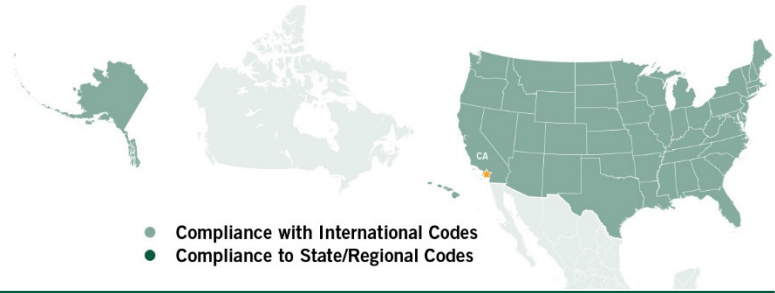 CA
Compliance with International Codes
Compliance to State/Regional Codes